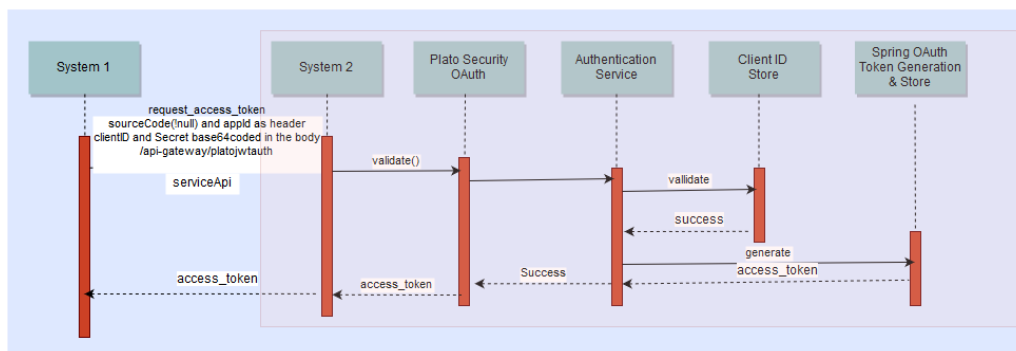 System 1
System 2
Plato Security
OAuth
Authentication
Service
Client ID
Store
Spring OAuth
Token Generation
& Store
request_access_token
sourceCode(!null) and appId as header
clientID and Secret base64coded in the body
/api-gateway/platojwtauth
serviceApi
validate()
vallidate
success
generate
access_token
Success
access_token
access_token